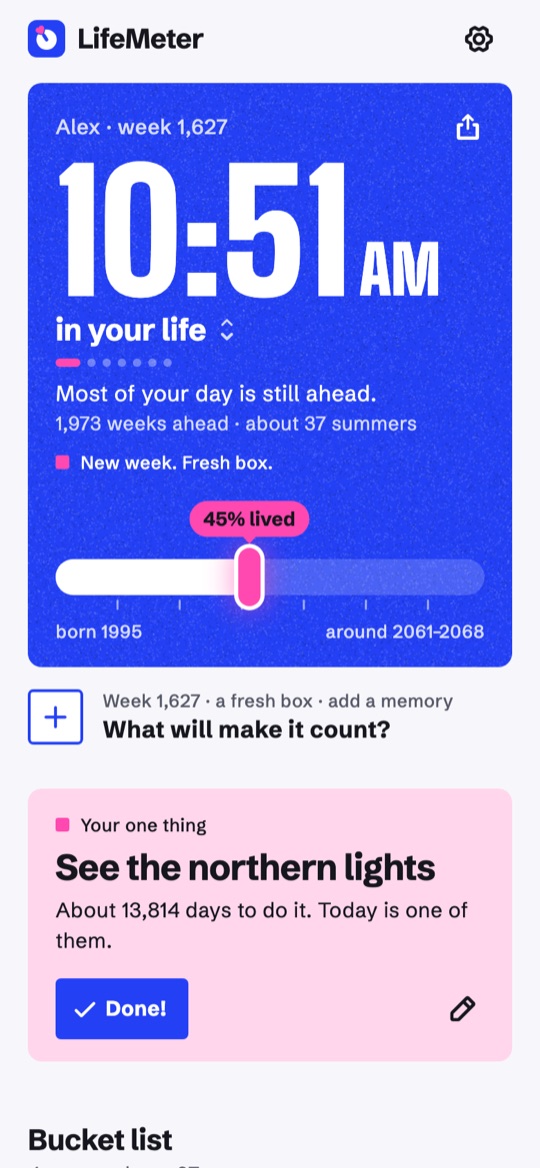 LifeMeter
Alex · week 1,627
10:51 AM
in your life
Most of your day is still ahead.
1,973 weeks ahead · about 37 summers
New week. Fresh box.
45% lived
born 1995
around 2061–2068
Week 1,627 · a fresh box · add a memory
What will make it count?
Your one thing
See the northern lights
About 13,814 days to do it. Today is one of
them.
Done!
Bucket list